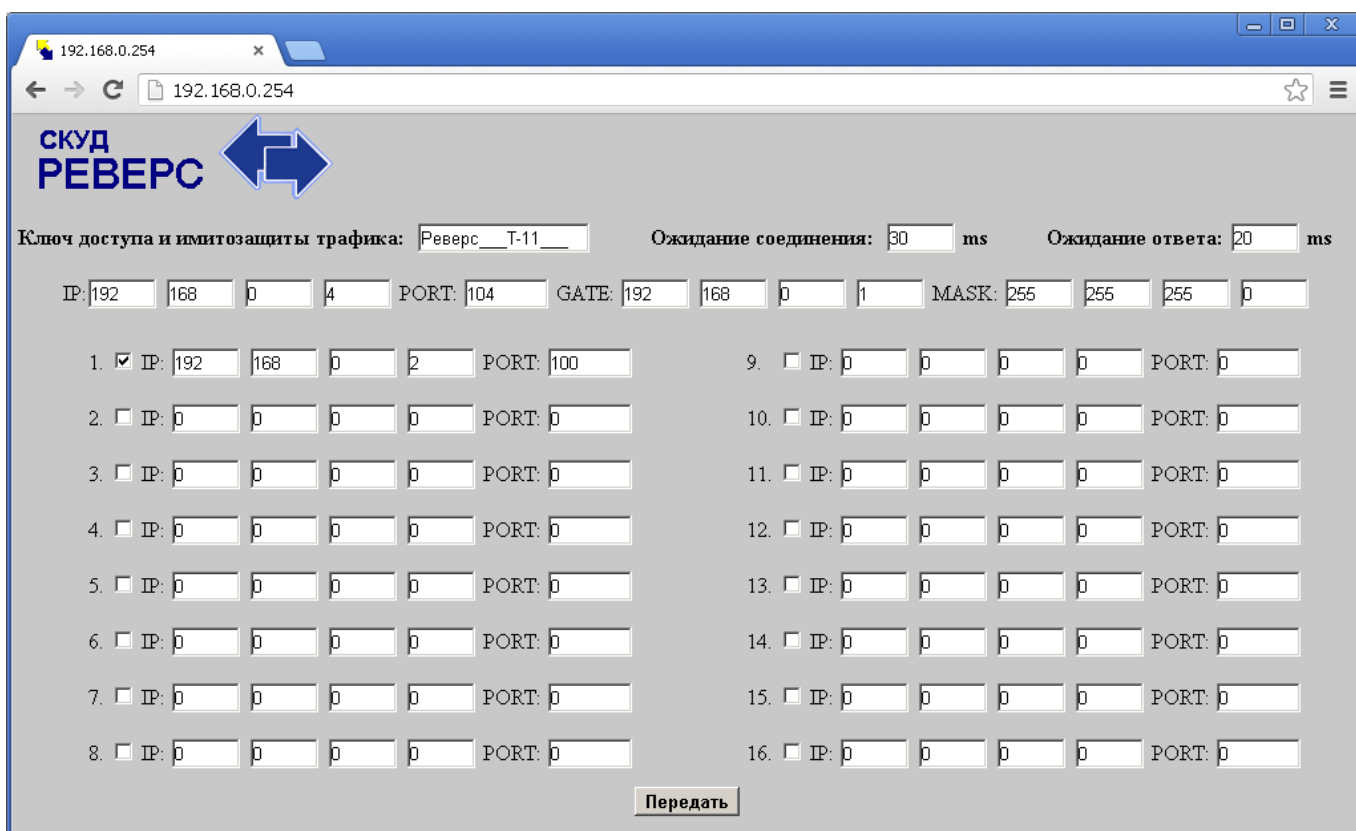 192.168.0.254
192.168.0.254
СКУД
РЕВЕРС
Ключ доступа и имитозащиты трафика: Реверс___Т-11___ Ожидание соединения: 30 ms Ожидание ответа: 20 ms
IP: 192 168 0 4 PORT: 104 GATE: 192 168 0 1 MASK: 255 255 255 0
1. IP: 192 168 0 2 PORT: 100 9. IP: 0 0 0 0 PORT: 0
2. IP: 0 0 0 0 PORT: 0 10. IP: 0 0 0 0 PORT: 0
3. IP: 0 0 0 0 PORT: 0 11. IP: 0 0 0 0 PORT: 0
4. IP: 0 0 0 0 PORT: 0 12. IP: 0 0 0 0 PORT: 0
5. IP: 0 0 0 0 PORT: 0 13. IP: 0 0 0 0 PORT: 0
6. IP: 0 0 0 0 PORT: 0 14. IP: 0 0 0 0 PORT: 0
7. IP: 0 0 0 0 PORT: 0 15. IP: 0 0 0 0 PORT: 0
8. IP: 0 0 0 0 PORT: 0 16. IP: 0 0 0 0 PORT: 0
Передать